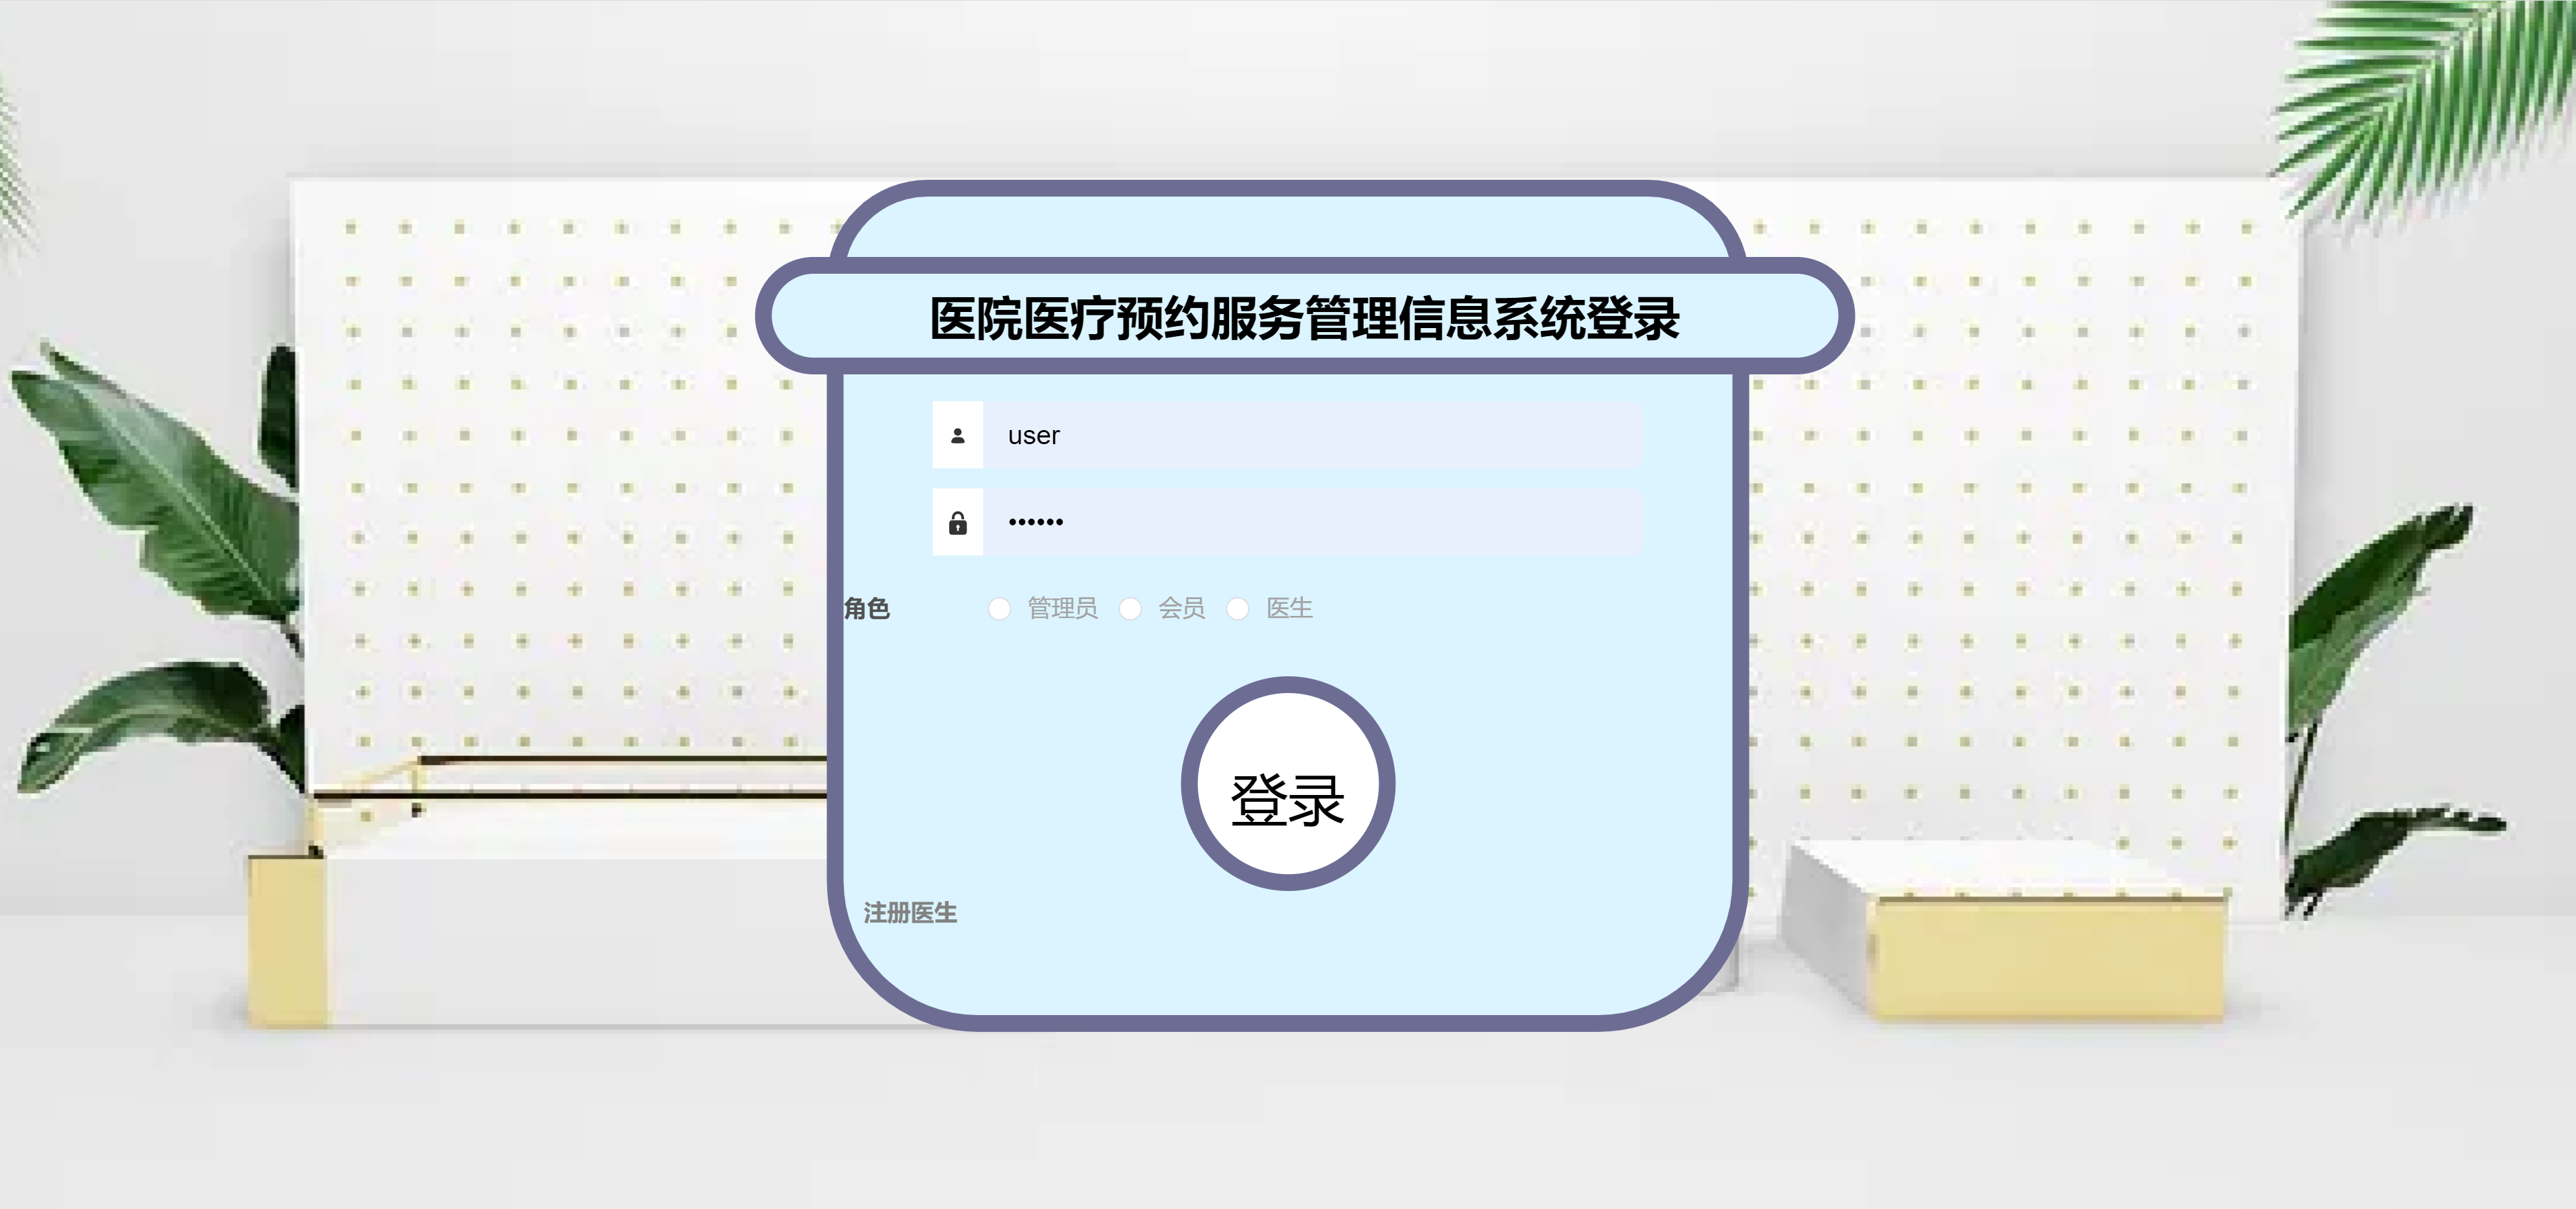 医院医疗预约服务管理信息系统登录
user
••••••
角色 管理员 会员 医生
登录
注册医生